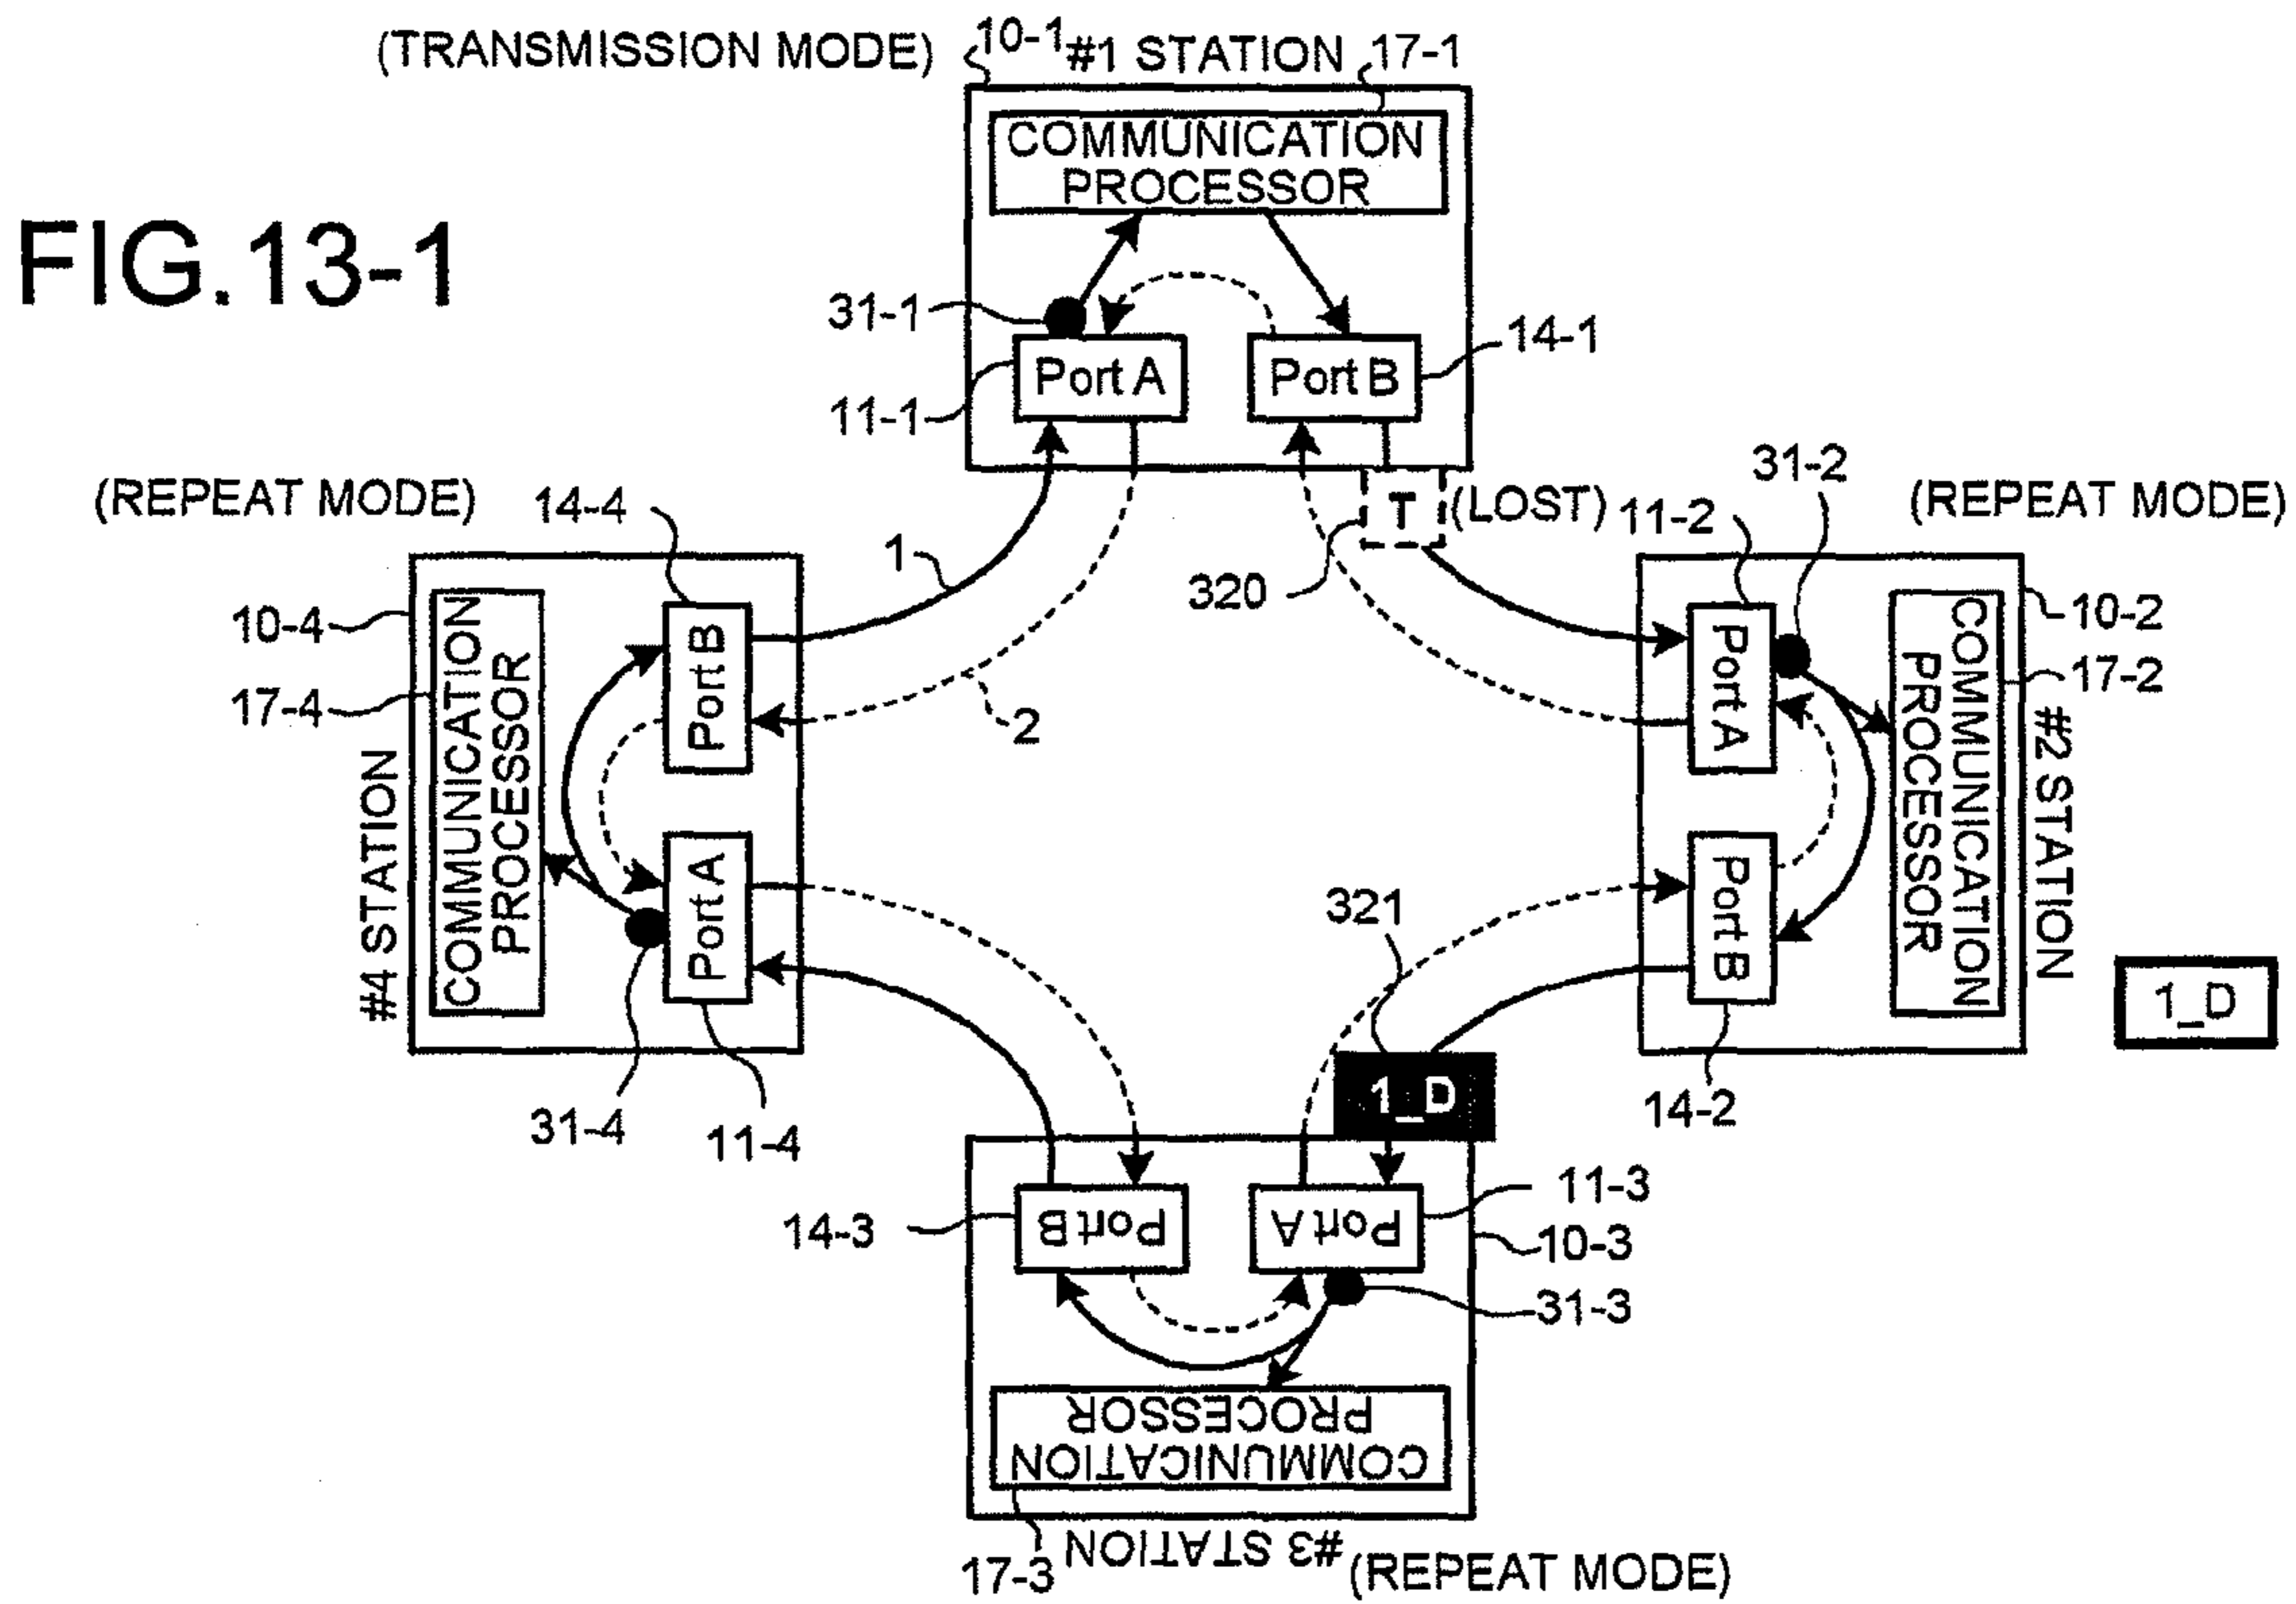 FIG.13-1
(TRANSMISSION MODE)
10-1
#1 STATION
17-1
COMMUNICATION
PROCESSOR
31-1
Port A
Port B
14-1
11-1
T
(LOST)
320
(REPEAT MODE)
14-4
1
10-4
17-4
COMMUNICATION
PROCESSOR
Port B
2
#4 STATION
Port A
31-4
11-4
31-2
11-2
(REPEAT MODE)
10-2
17-2
Port A
COMMUNICATION
PROCESSOR
#2 STATION
Port B
14-2
321
1_D
1_D
11-3
14-3
Port B
Port A
10-3
31-3
COMMUNICATION
PROCESSOR
17-3
#3 STATION
(REPEAT MODE)